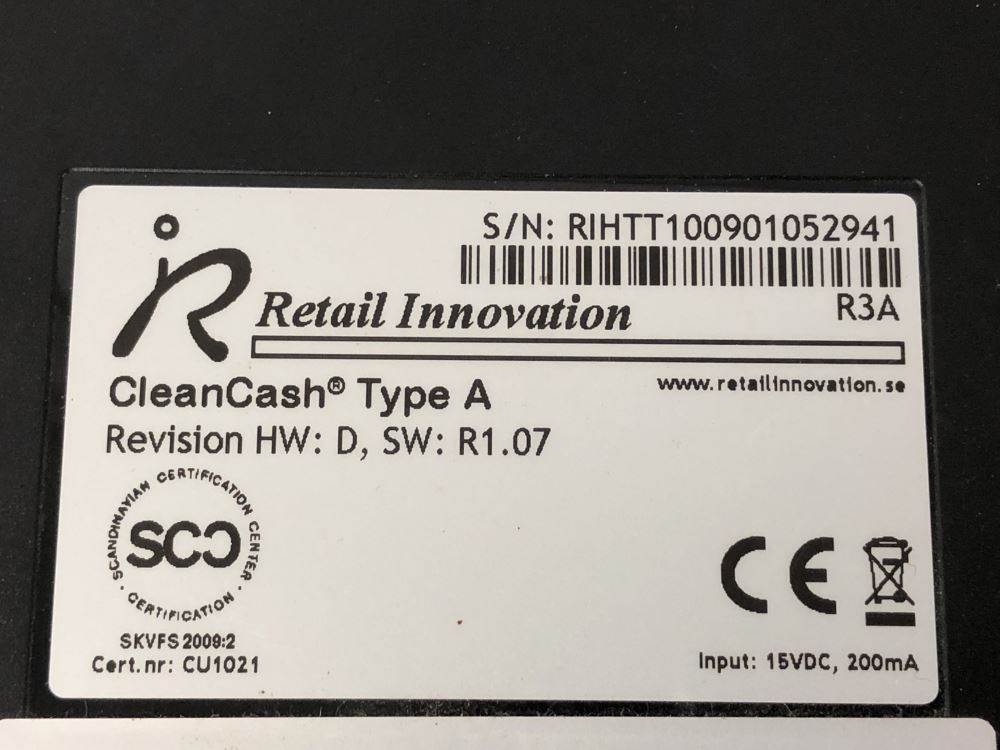 S/N: RIHTT100901052941
R3A
Retail Innovation
www.retailinnovation.se
CleanCash® Type A
Revision HW: D, SW: R1.07
SCANDINAVIAN CERTIFICATION CENTER
SCC
· CERTIFICATION ·
SKVFS 2009:2
Cert.nr: CU1021
CE
Input: 15VDC, 200mA